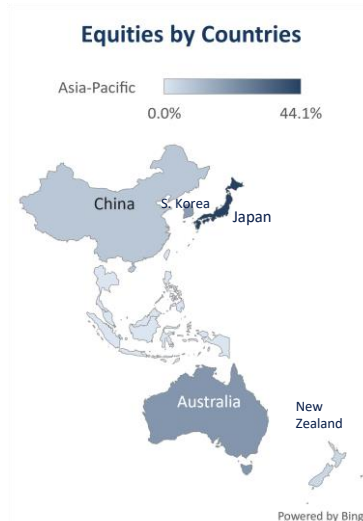 Equities by Countries
Asia-Pacific
0.0%
44.1%
China
S. Korea
Japan
Australia
New
Zealand
Powered by Bing